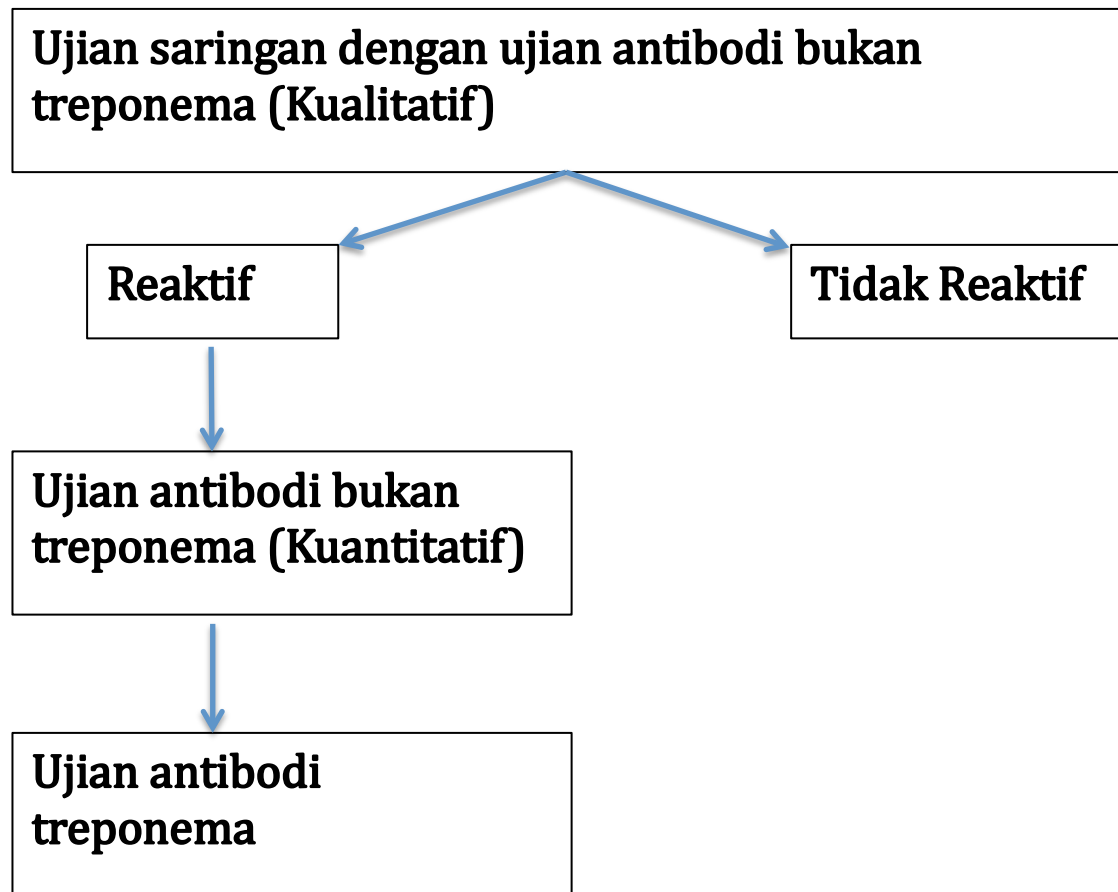 Ujian saringan dengan ujian antibodi bukan
treponema (Kualitatif)
Reaktif
Tidak Reaktif
Ujian antibodi bukan
treponema (Kuantitatif)
Ujian antibodi
treponema